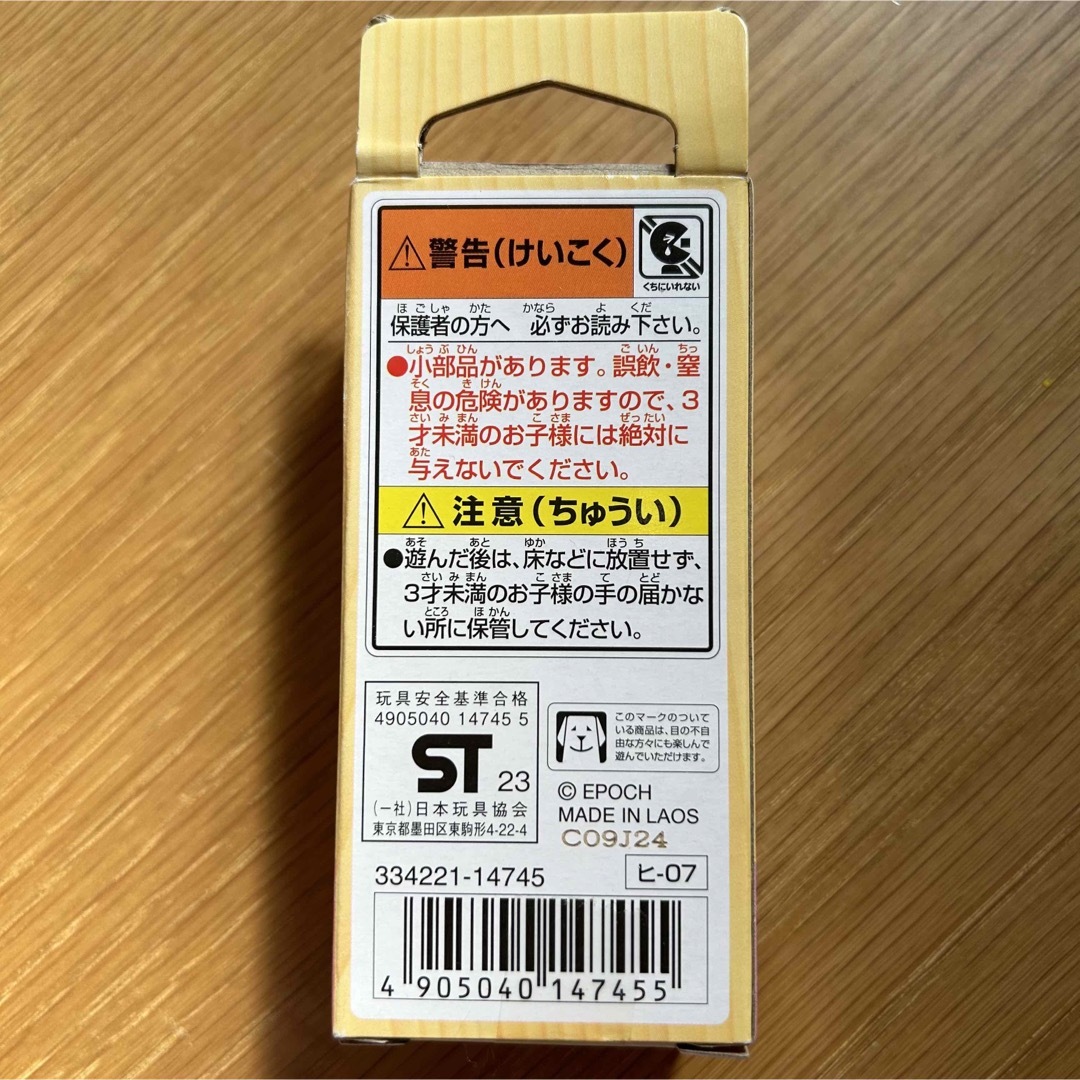 警告(けいこく)
くちにいれない
保護者の方へ 必ずお読み下さい。
●小部品があります。誤飲・窒
息の危険がありますので、3
才未満のお子様には絶対に
与えないでください。
注意(ちゅうい)
●遊んだ後は、床などに放置せず、
3才未満のお子様の手の届かな
い所に保管してください。
玩具安全基準合格
4905040 14745 5
ST 23
(一社)日本玩具協会
東京都墨田区東駒形4-22-4
このマークのついて
いる商品は、目の不自
由な方々にも楽しんで
遊んでいただけます。
© EPOCH
MADE IN LAOS
C09J24
334221-14745
ヒ-07
4 905040 147455